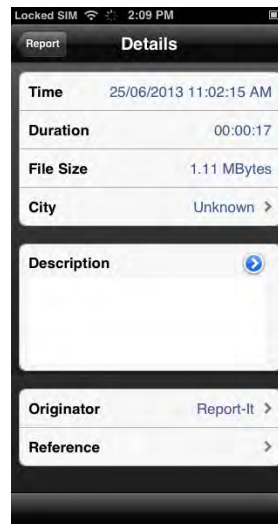 Locked SIM 2:09 PM
Report Details
Time 25/06/2013 11:02:15 AM
Duration 00:00:17
File Size 1.11 MBytes
City Unknown
Description
Originator Report-It
Reference